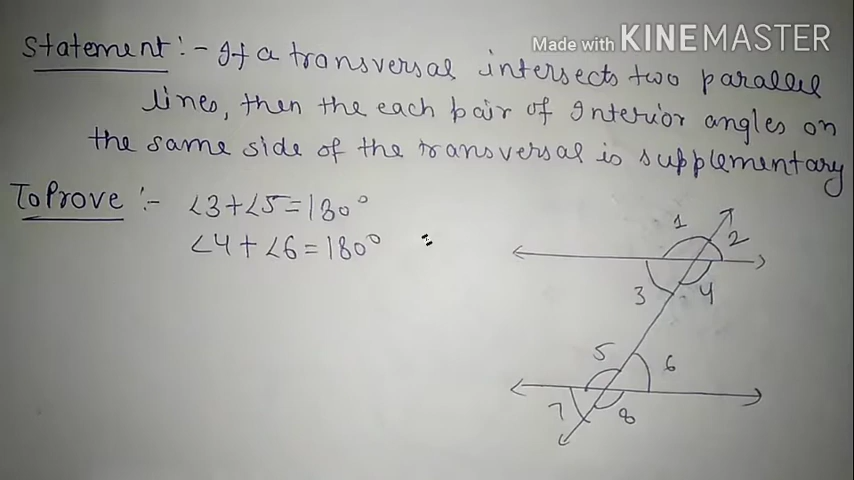 Made with KINEMASTER
Statement :- If a transversal intersects two parallel
lines, then the each pair of Interior angles on
the same side of the transversal is supplementary
To Prove :- ∠3+∠5=180°
∠4+∠6=180°
1
2
3
4
5
6
7
8